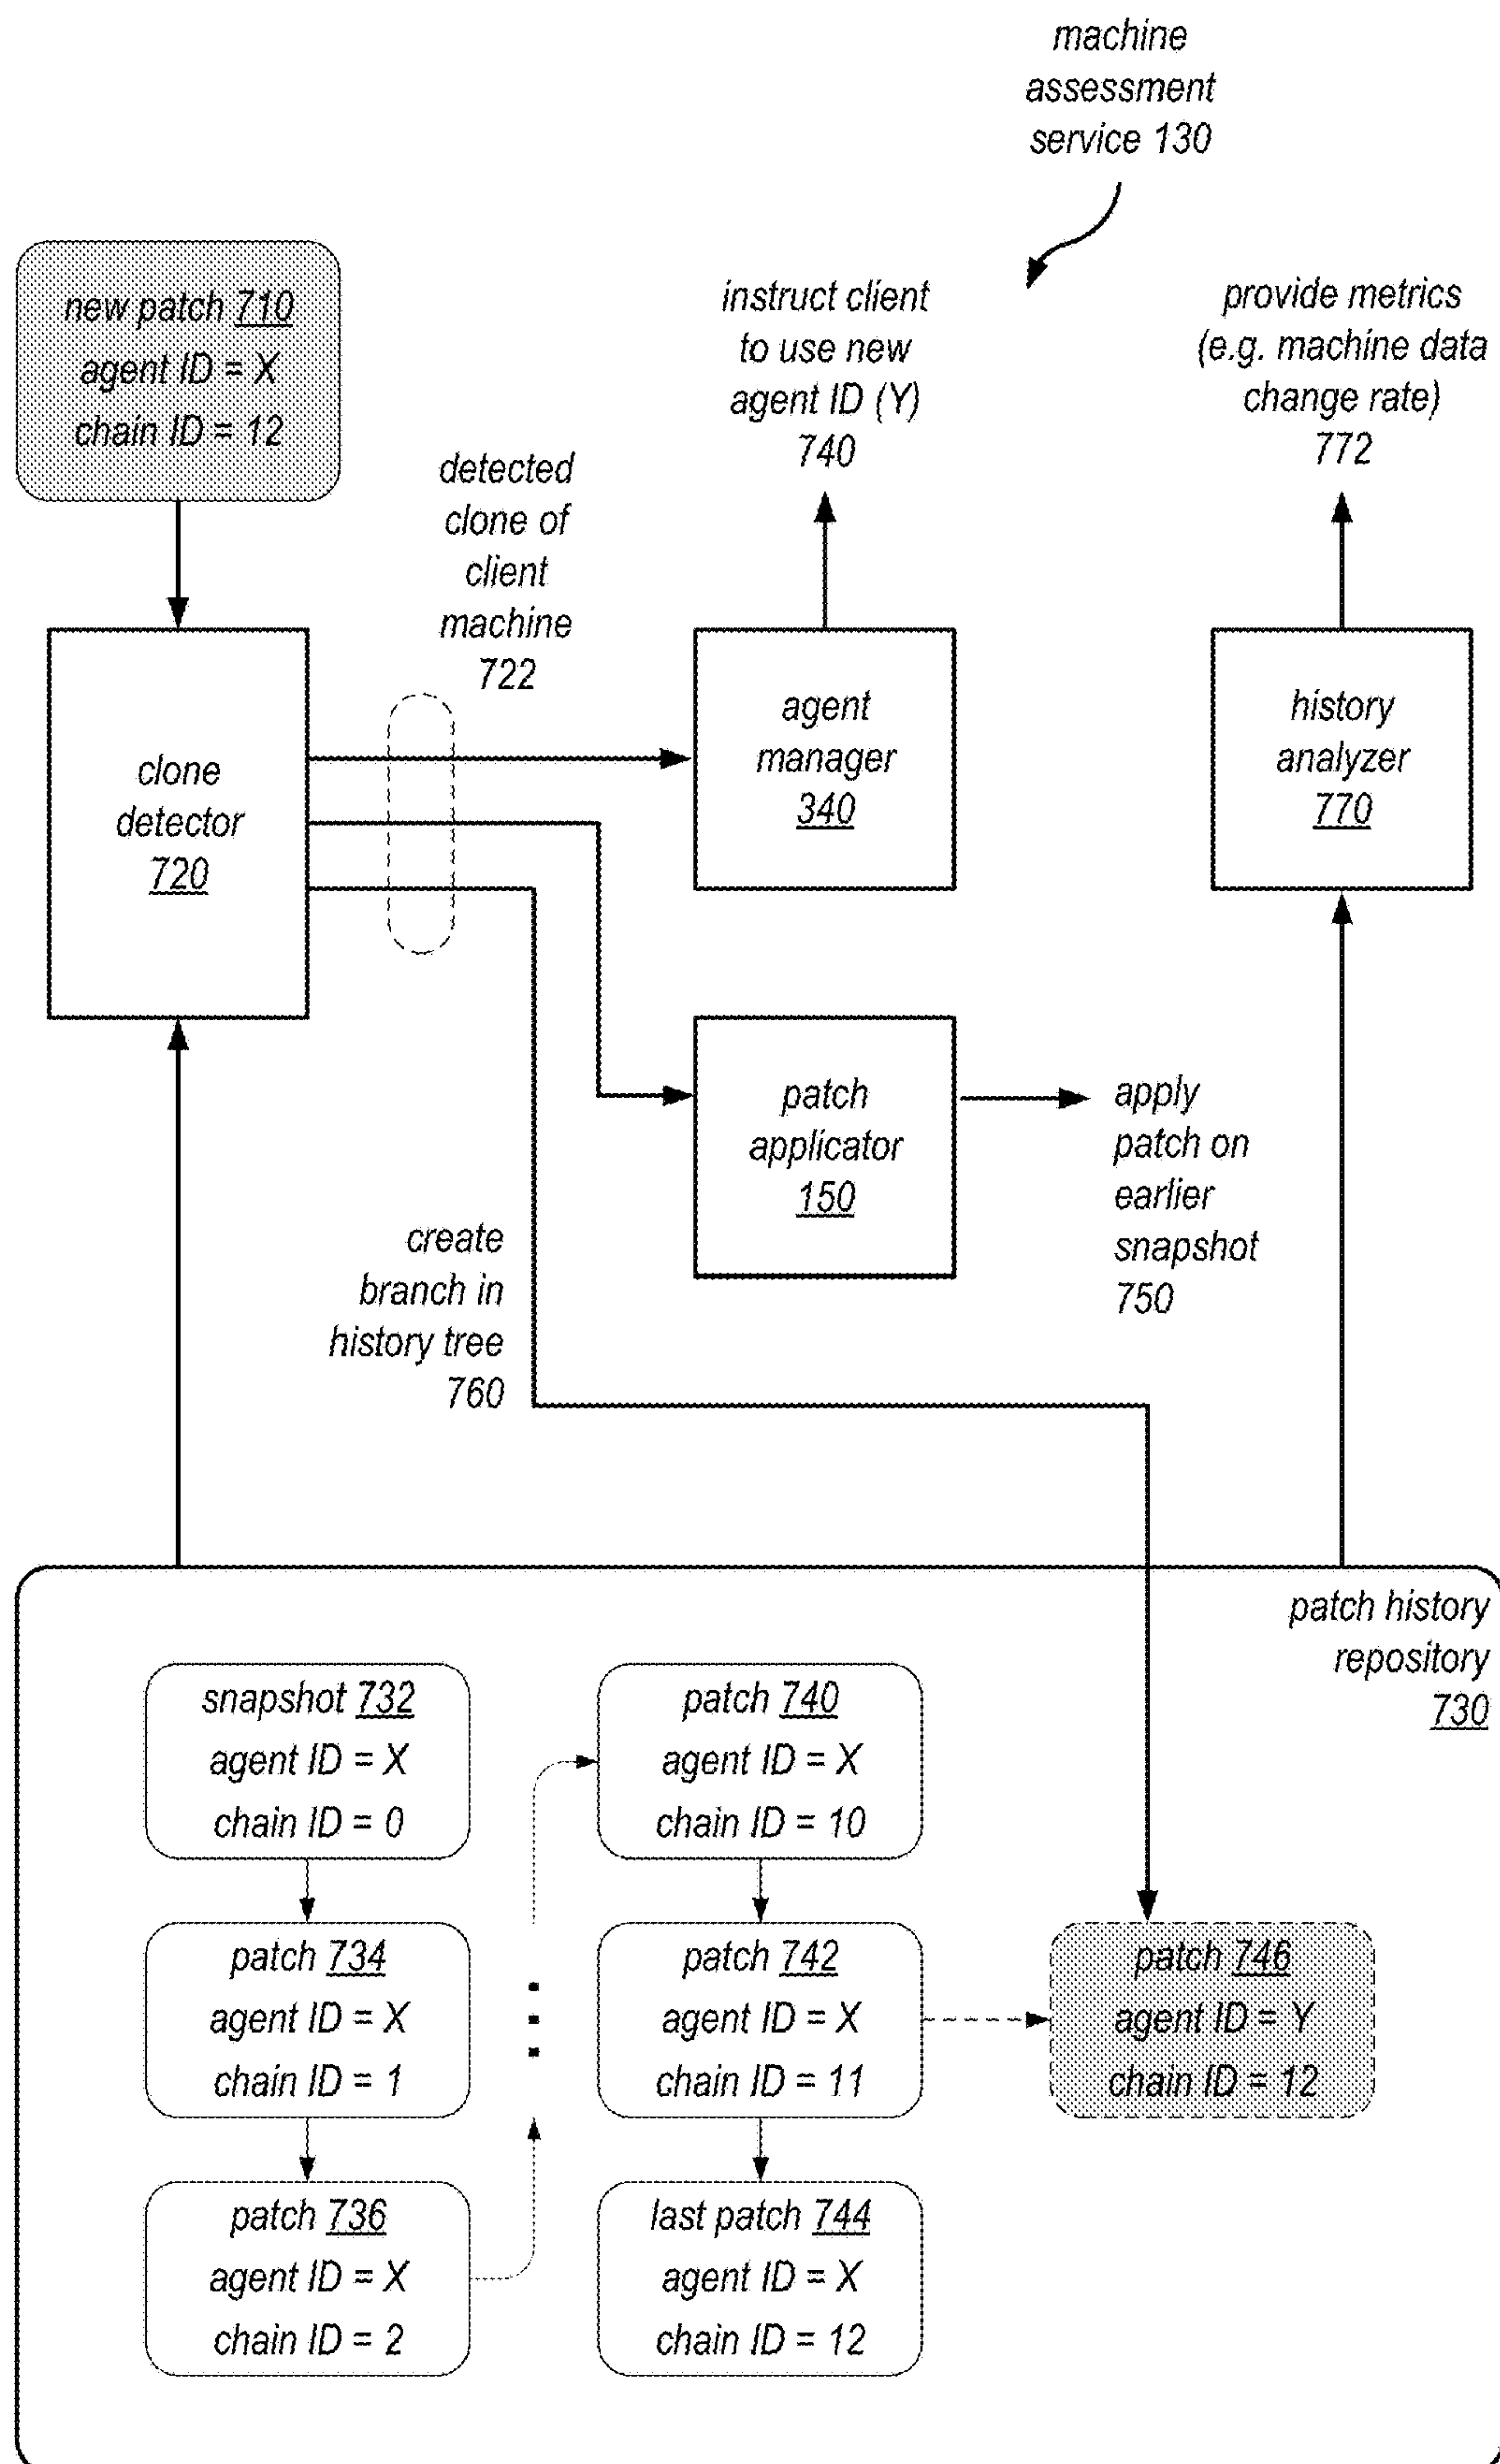 machine
assessment
service 130
new patch 710
agent ID = X
chain ID = 12
instruct client
to use new
agent ID (Y)
740
provide metrics
(e.g. machine data
change rate)
772
detected
clone of
client
machine
722
clone
detector
720
agent
manager
340
history
analyzer
770
patch
applicator
150
apply
patch on
earlier
snapshot
750
create
branch in
history tree
760
patch history
repository
730
snapshot 732
agent ID = X
chain ID = 0
patch 734
agent ID = X
chain ID = 1
patch 736
agent ID = X
chain ID = 2
patch 740
agent ID = X
chain ID = 10
patch 742
agent ID = X
chain ID = 11
last patch 744
agent ID = X
chain ID = 12
patch 746
agent ID = Y
chain ID = 12